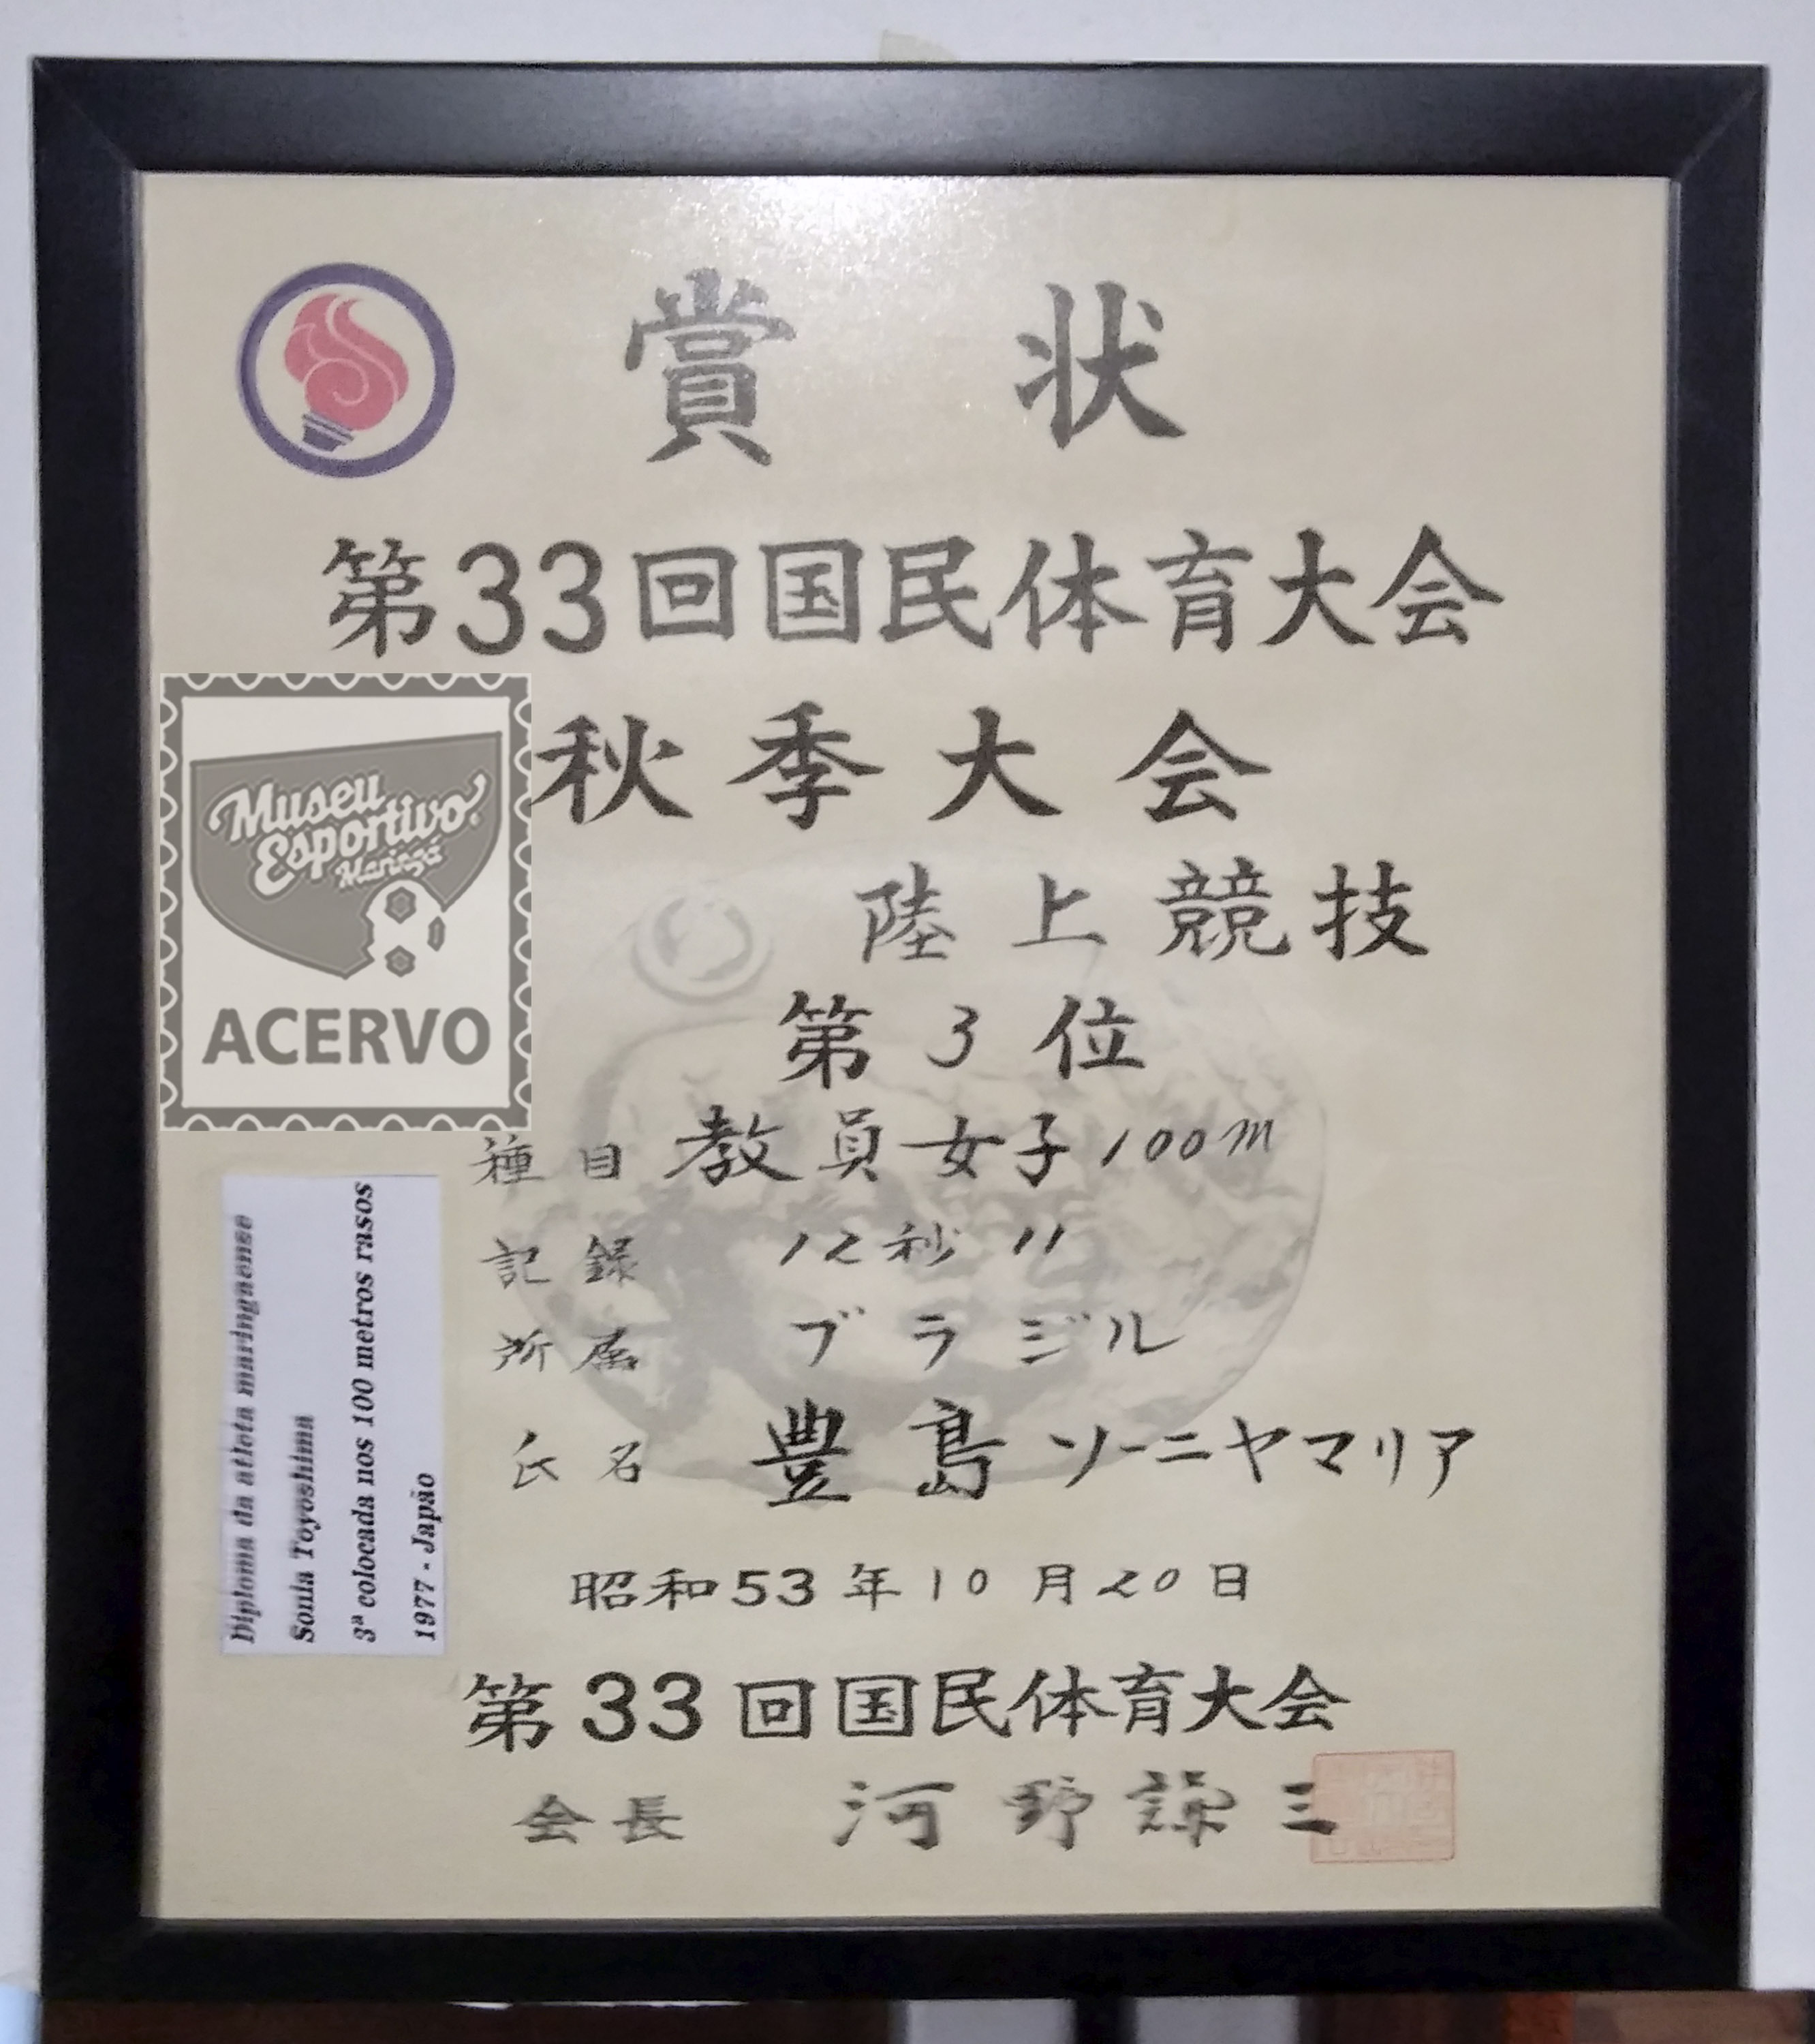 賞状
第33回国民体育大会
秋季大会
陸上競技
第3位
種目 教員女子100m
記録 12秒11
所属 ブラジル
氏名 豊島ソーニヤマリア
昭和53年10月20日
第33回国民体育大会
会長 河野謙三
Museu
Esportivo
Maringá
ACERVO
Diploma da atleta maringaense
Sonia Toyoshima
3ª colocada nos 100 metros rasos
1977 - Japão